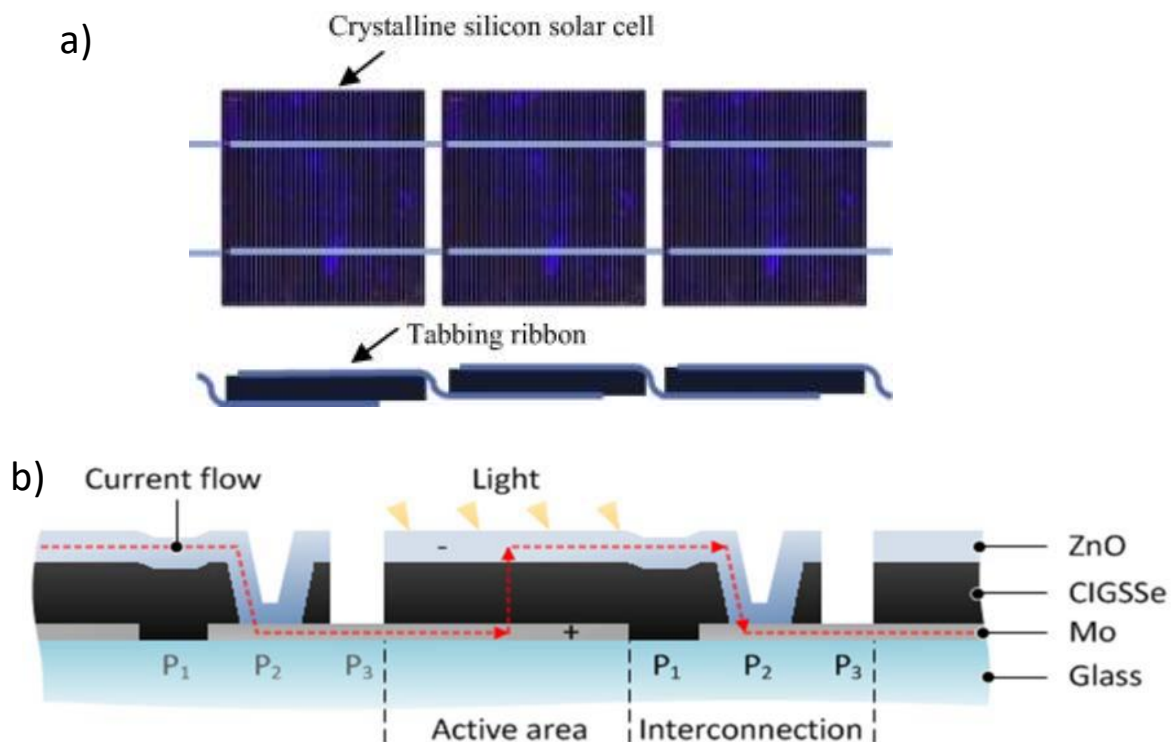 a)
Crystalline silicon solar cell
Tabbing ribbon
b)
Current flow
Light
ZnO
-
CIGSSe
+
Mo
P₁ P₂ P₃ P₁ P₂ P₃
Glass
Active area Interconnection